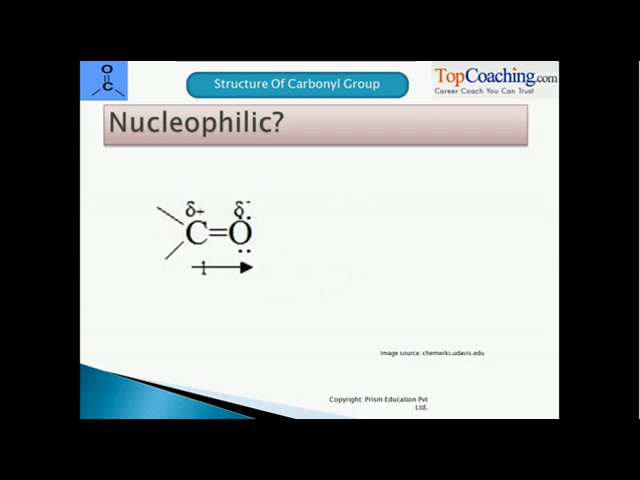 O
C
Structure Of Carbonyl Group
TopCoaching.com
Career Coach You Can Trust
Nucleophilic?
δ+ δ-
C=O
Image source: chemwiki.udavis.edu
Copyright: Prism Education Pvt
Ltd.